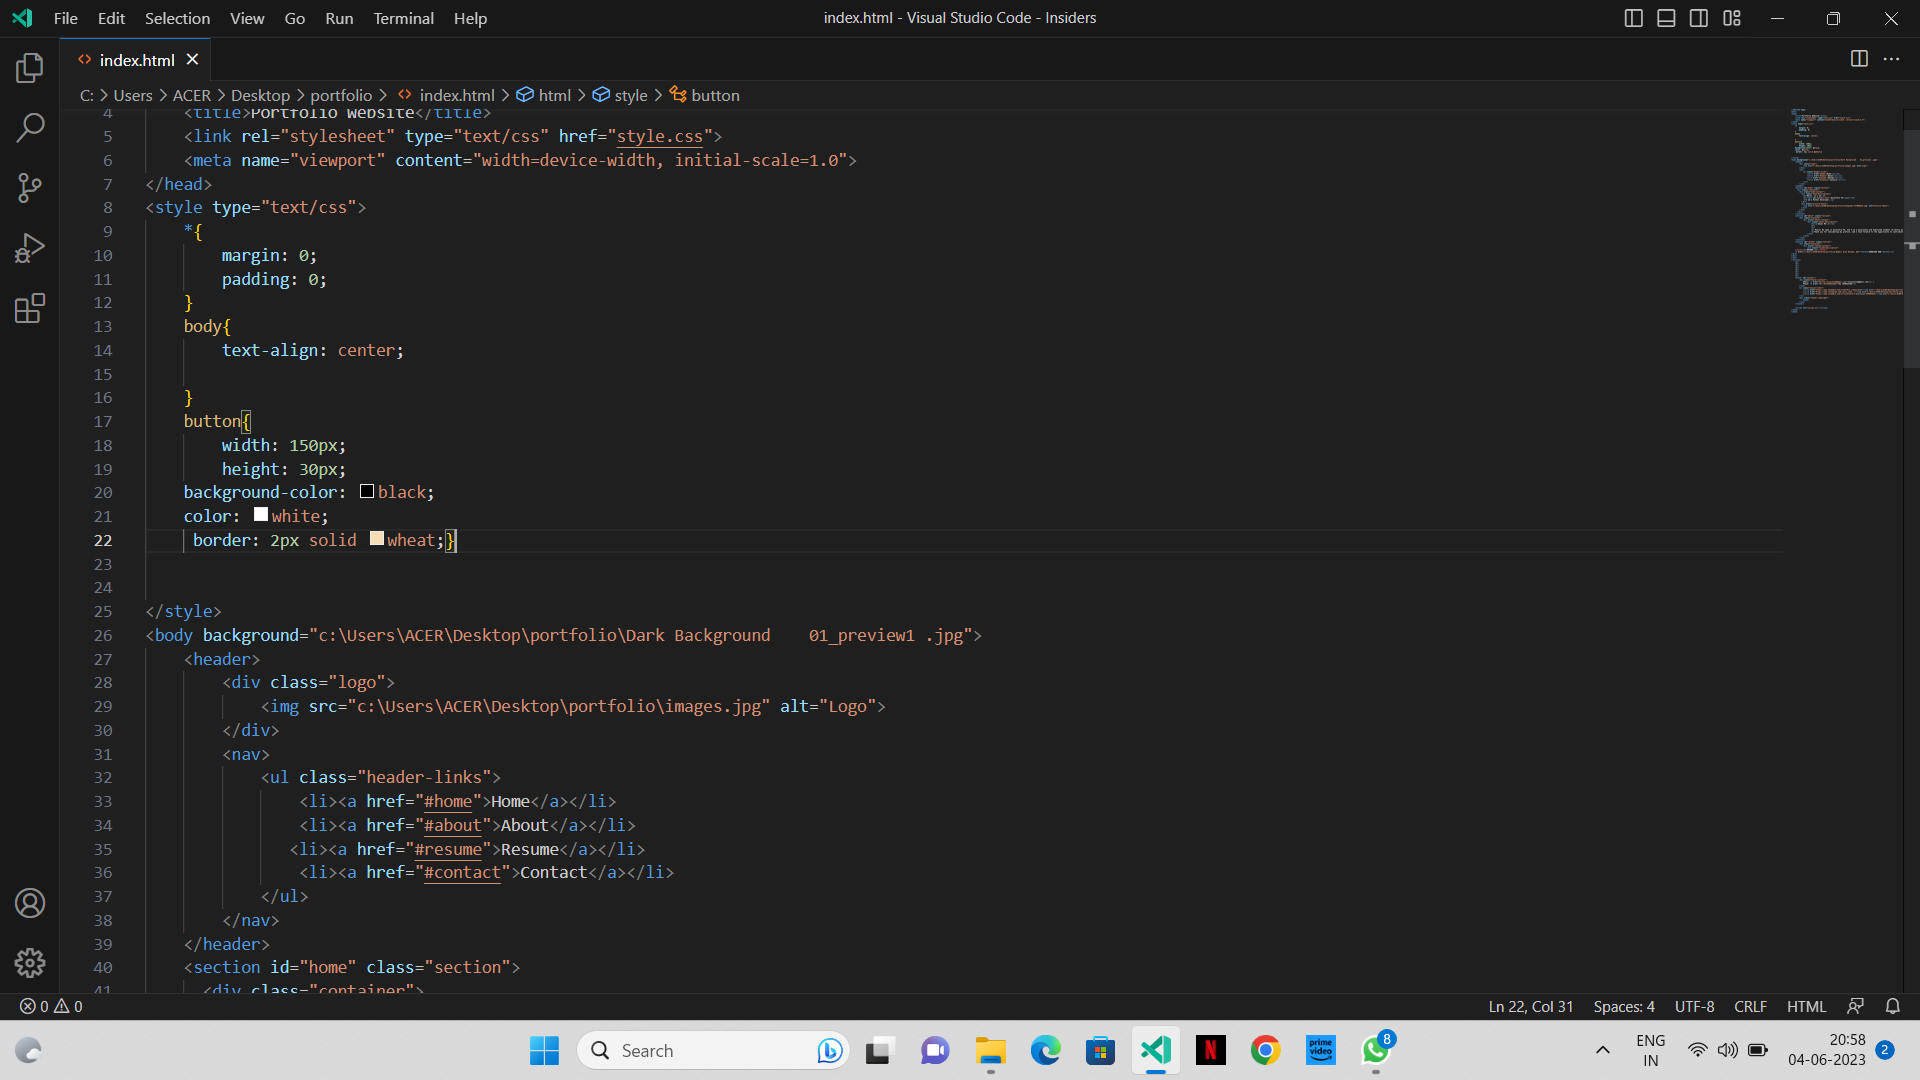 File Edit Selection View Go Run Terminal Help
index.html - Visual Studio Code - Insiders
index.html
C: > Users > ACER > Desktop > portfolio > index.html > html > style > button
4 <title>Portfolio Website</title>
5 <link rel="stylesheet" type="text/css" href="style.css">
6 <meta name="viewport" content="width=device-width, initial-scale=1.0">
7 </head>
8 <style type="text/css">
9 *{
10 margin: 0;
11 padding: 0;
12 }
13 body{
14 text-align: center;
15
16 }
17 button{
18 width: 150px;
19 height: 30px;
20 background-color: black;
21 color: white;
22 border: 2px solid wheat;}
23
24
25 </style>
26 <body background="c:\Users\ACER\Desktop\portfolio\Dark Background    01_preview1 .jpg">
27 <header>
28 <div class="logo">
29 <img src="c:\Users\ACER\Desktop\portfolio\images.jpg" alt="Logo">
30 </div>
31 <nav>
32 <ul class="header-links">
33 <li><a href="#home">Home</a></li>
34 <li><a href="#about">About</a></li>
35 <li><a href="#resume">Resume</a></li>
36 <li><a href="#contact">Contact</a></li>
37 </ul>
38 </nav>
39 </header>
40 <section id="home" class="section">
41 <div class="container">
0 0
Ln 22, Col 31 Spaces: 4 UTF-8 CRLF HTML
Search
prime video
N
8
ENG
IN
20:58
04-06-2023
2